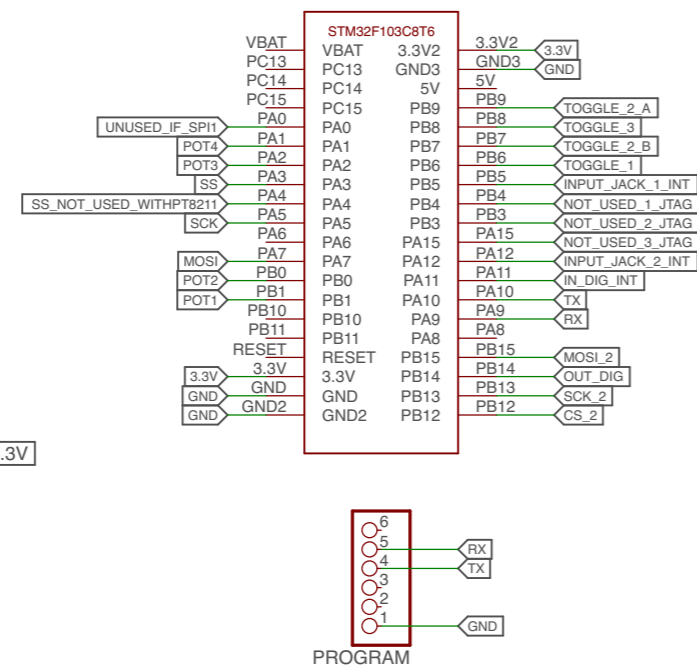 STM32F103C8T6
VBAT VBAT 3.3V2 3.3V2 3.3V
PC13 PC13 GND3 GND3 GND
PC14 PC14 5V 5V
PC15 PC15 PB9 PB9 TOGGLE_2_A
UNUSED_IF_SPI1 PA0 PA0 PB8 PB8 TOGGLE_3
POT4 PA1 PA1 PB7 PB7 TOGGLE_2_B
POT3 PA2 PA2 PB6 PB6 TOGGLE_1
SS PA3 PA3 PB5 PB5 INPUT_JACK_1_INT
SS_NOT_USED_WITHPT8211 PA4 PA4 PB4 PB4 NOT_USED_1_JTAG
SCK PA5 PA5 PB3 PB3 NOT_USED_2_JTAG
PA6 PA6 PA15 PA15 NOT_USED_3_JTAG
MOSI PA7 PA7 PA12 PA12 INPUT_JACK_2_INT
POT2 PB0 PB0 PA11 PA11 IN_DIG_INT
POT1 PB1 PB1 PA10 PA10 TX
PB10 PB10 PA9 PA9 RX
PB11 PB11 PA8 PA8
RESET RESET PB15 PB15 MOSI_2
3.3V 3.3V 3.3V PB14 PB14 OUT_DIG
GND GND GND PB13 PB13 SCK_2
GND GND2 GND2 PB12 PB12 CS_2
.3V
6
5 RX
4 TX
3
2
1 GND
PROGRAM